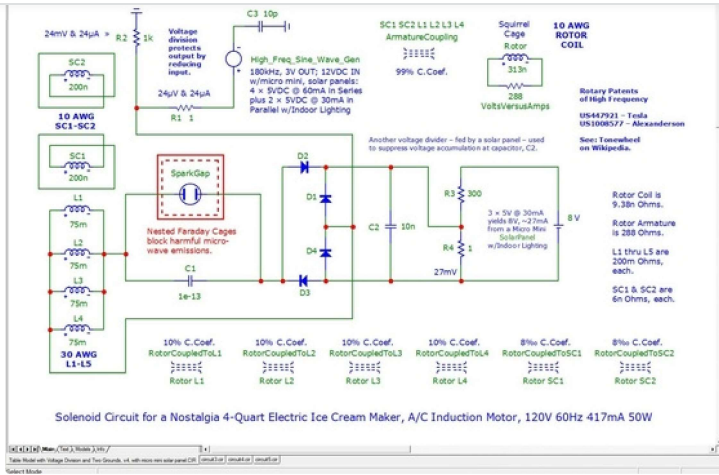 C3 10p
24mV & 24µA >
R2
1k
Voltage
division
protects
output by
reducing
input.
SC1 SC2 L1 L2 L3 L4
ArmatureCoupling
99% C.Coef.
Squirrel
Cage
Rotor
313n
288
VoltsVersusAmps
10 AWG
ROTOR
COIL
SC2
200n
High_Freq_Sine_Wave_Gen
180kHz, 3V OUT; 12VDC IN
w/micro mini, solar panels:
4 × 5VDC @ 60mA in Series
plus 2 × 5VDC @ 30mA in
Parallel w/Indoor Lighting
24µV & 24µA
R1 1
Rotary Patents
of High Frequency
US447921 - Tesla
US1008577 - Alexanderson
See: Tonewheel
on Wikipedia.
10 AWG
SC1-SC2
Another voltage divider - fed by a solar panel - used
to suppress voltage accumulation at capacitor, C2.
SC1
200n
SparkGap
D2
D1
Nested Faraday Cages
block harmful micro-
wave emissions.
L1
75m
L2
75m
L3
75m
L4
75m
30 AWG
L1-L5
C1
1e-13
D4
D3
C2
10n
R3
300
R4
1
27mV
3 × 5V @ 30mA
yields 8V, ~27mA
from a Micro Mini
SolarPanel
w/Indoor Lighting
8 V
Rotor Coil is
9.38n Ohms.
Rotor Armature
is 288 Ohms.
L1 thru L5 are
200m Ohms,
each.
SC1 & SC2 are
6n Ohms, each.
10% C.Coef.
RotorCoupledToL1
Rotor L1
10% C.Coef.
RotorCoupledToL2
Rotor L2
10% C.Coef.
RotorCoupledToL3
Rotor L3
10% C.Coef.
RotorCoupledToL4
Rotor L4
8‰ C.Coef.
RotorCoupledToSC1
Rotor SC1
8‰ C.Coef.
RotorCoupledToSC2
Rotor SC2
Solenoid Circuit for a Nostalgia 4-Quart Electric Ice Cream Maker, A/C Induction Motor, 120V 60Hz 417mA 50W
Main Text Models Info
Select Mode